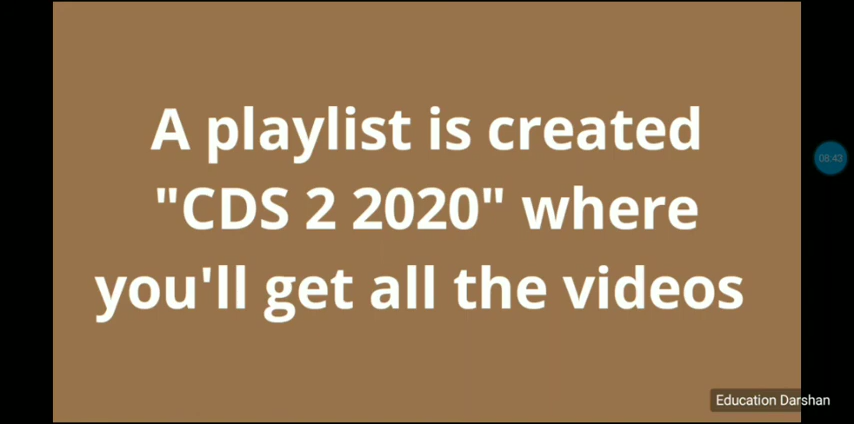 A playlist is created
"CDS 2 2020" where
you'll get all the videos
08:43
Education Darshan